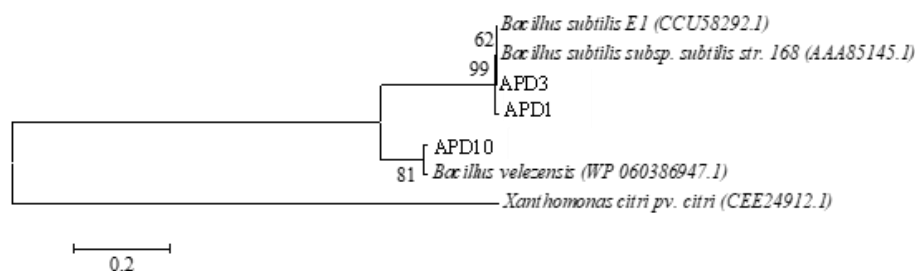 Bacillus subtilis E1 (CCU58292.1)
62
Bacillus subtilis subsp. subtilis str. 168 (AAA85145.1)
99
APD3
APD1
APD10
81
Bacillus velezensis (WP 060386947.1)
Xanthomonas citri pv. citri (CEE24912.1)
0.2